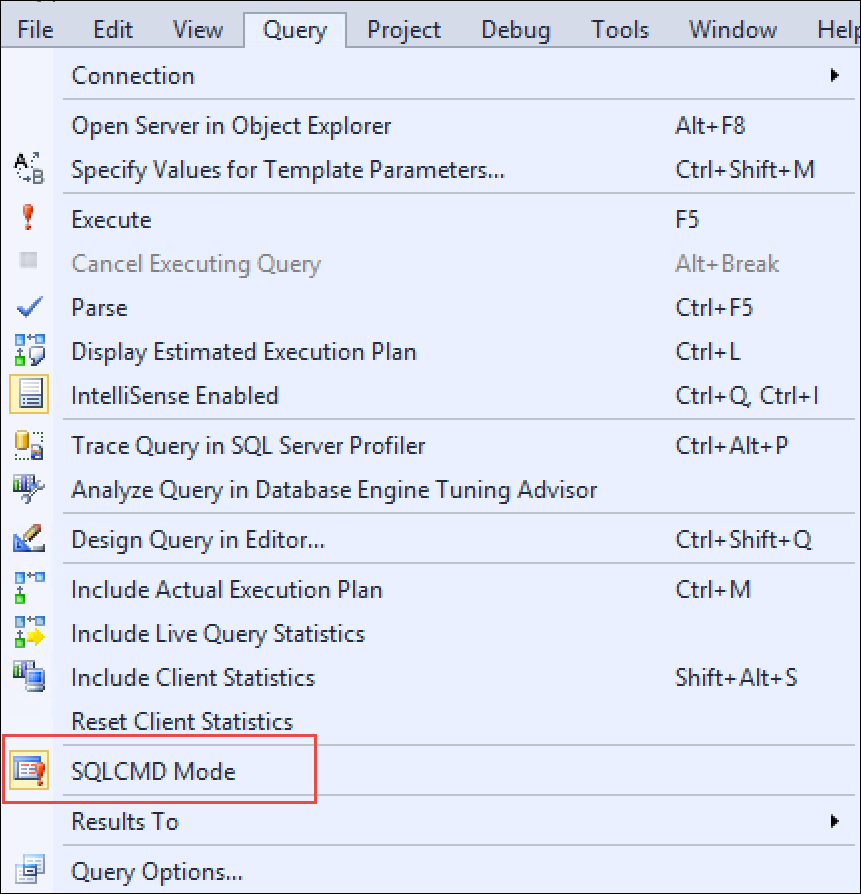 File Edit View Query Project Debug Tools Window Help
Connection
Open Server in Object Explorer Alt+F8
Specify Values for Template Parameters... Ctrl+Shift+M
Execute F5
Cancel Executing Query Alt+Break
Parse Ctrl+F5
Display Estimated Execution Plan Ctrl+L
IntelliSense Enabled Ctrl+Q, Ctrl+I
Trace Query in SQL Server Profiler Ctrl+Alt+P
Analyze Query in Database Engine Tuning Advisor
Design Query in Editor... Ctrl+Shift+Q
Include Actual Execution Plan Ctrl+M
Include Live Query Statistics
Include Client Statistics Shift+Alt+S
Reset Client Statistics
SQLCMD Mode
Results To
Query Options...